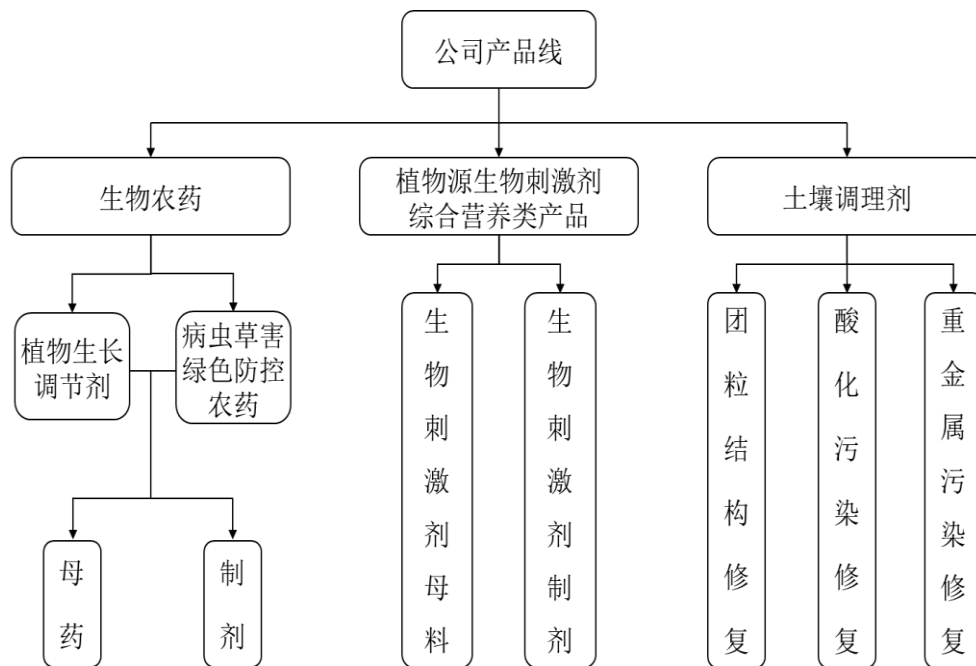 公司产品线
生物农药
植物源生物刺激剂
综合营养类产品
土壤调理剂
植物生长
调节剂
病虫草害
绿色防控
农药
母药
制剂
生物刺激剂母料
生物刺激剂制剂
团粒结构修复
酸化污染修复
重金属污染修复